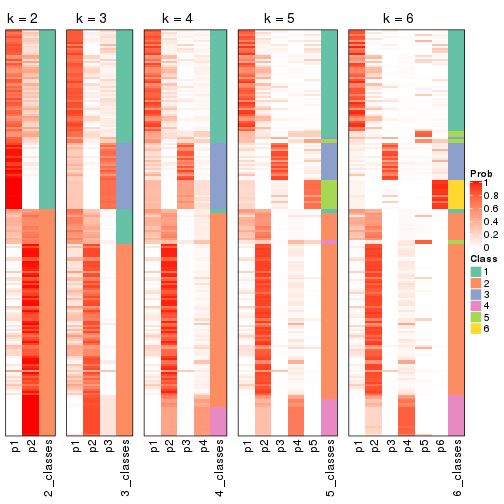 k = 2
k = 3
k = 4
k = 5
k = 6
Prob
1
0.8
0.6
0.4
0.2
0
Class
1
2
3
4
5
6
p1
p2
2_classes
p1
p2
p3
3_classes
p1
p2
p3
p4
4_classes
p1
p2
p3
p4
p5
5_classes
p1
p2
p3
p4
p5
p6
6_classes